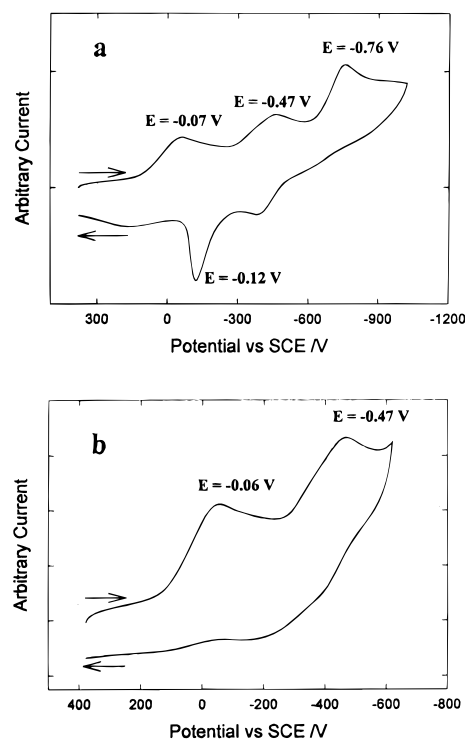 a
E = -0.76 V
E = -0.07 V
E = -0.47 V
E = -0.12 V
Arbitrary Current
300 0 -300 -600 -900 -1200
Potential vs SCE /V
b
E = -0.47 V
E = -0.06 V
Arbitrary Current
400 200 0 -200 -400 -600 -800
Potential vs SCE /V